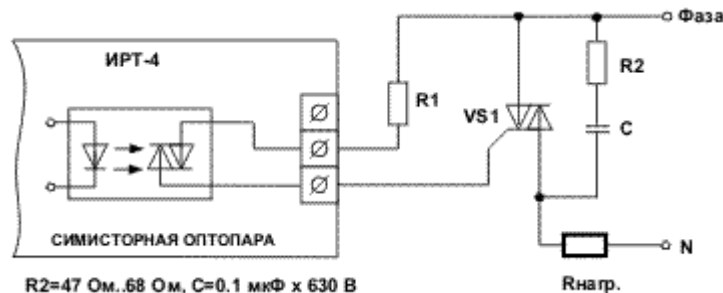 Фаза
ИРТ-4
R1
VS1
R2
C
СИМИСТОРНАЯ ОПТОПАРА
N
R2=47 Ом..68 Ом, С=0.1 мкФ х 630 В
Rнагр.